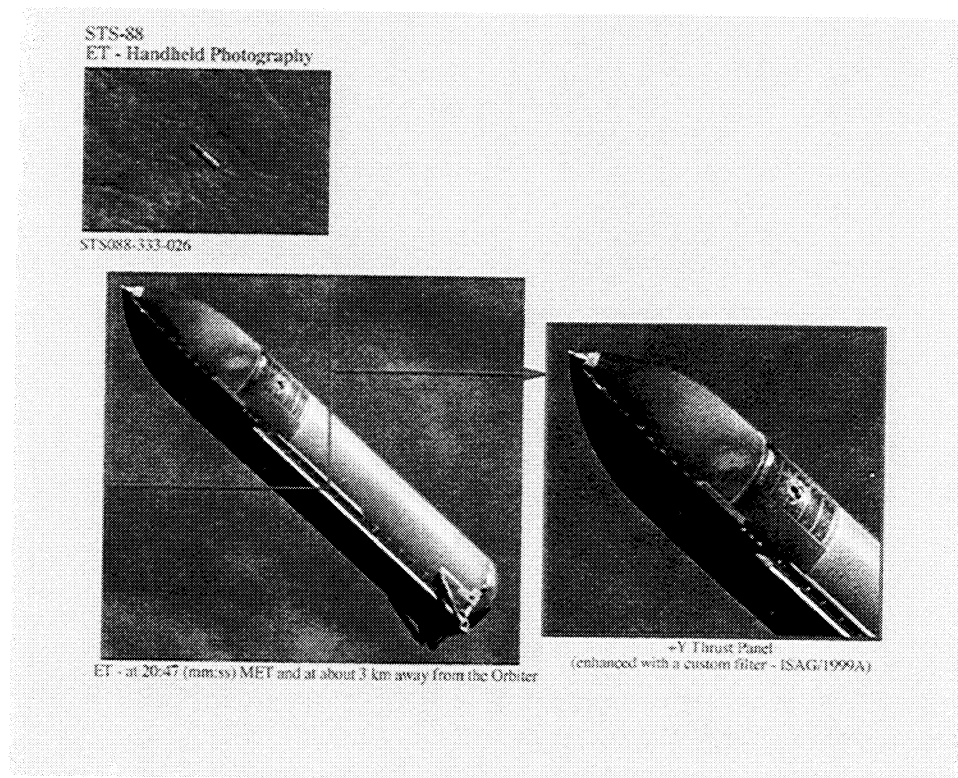 STS-88
ET - Handheld Photography
STS088-333-026
ET - at 20:47 (mm:ss) MET and at about 3 km away from the Orbiter
+Y Thrust Panel
(enhanced with a custom filter - ISAG/1999A)